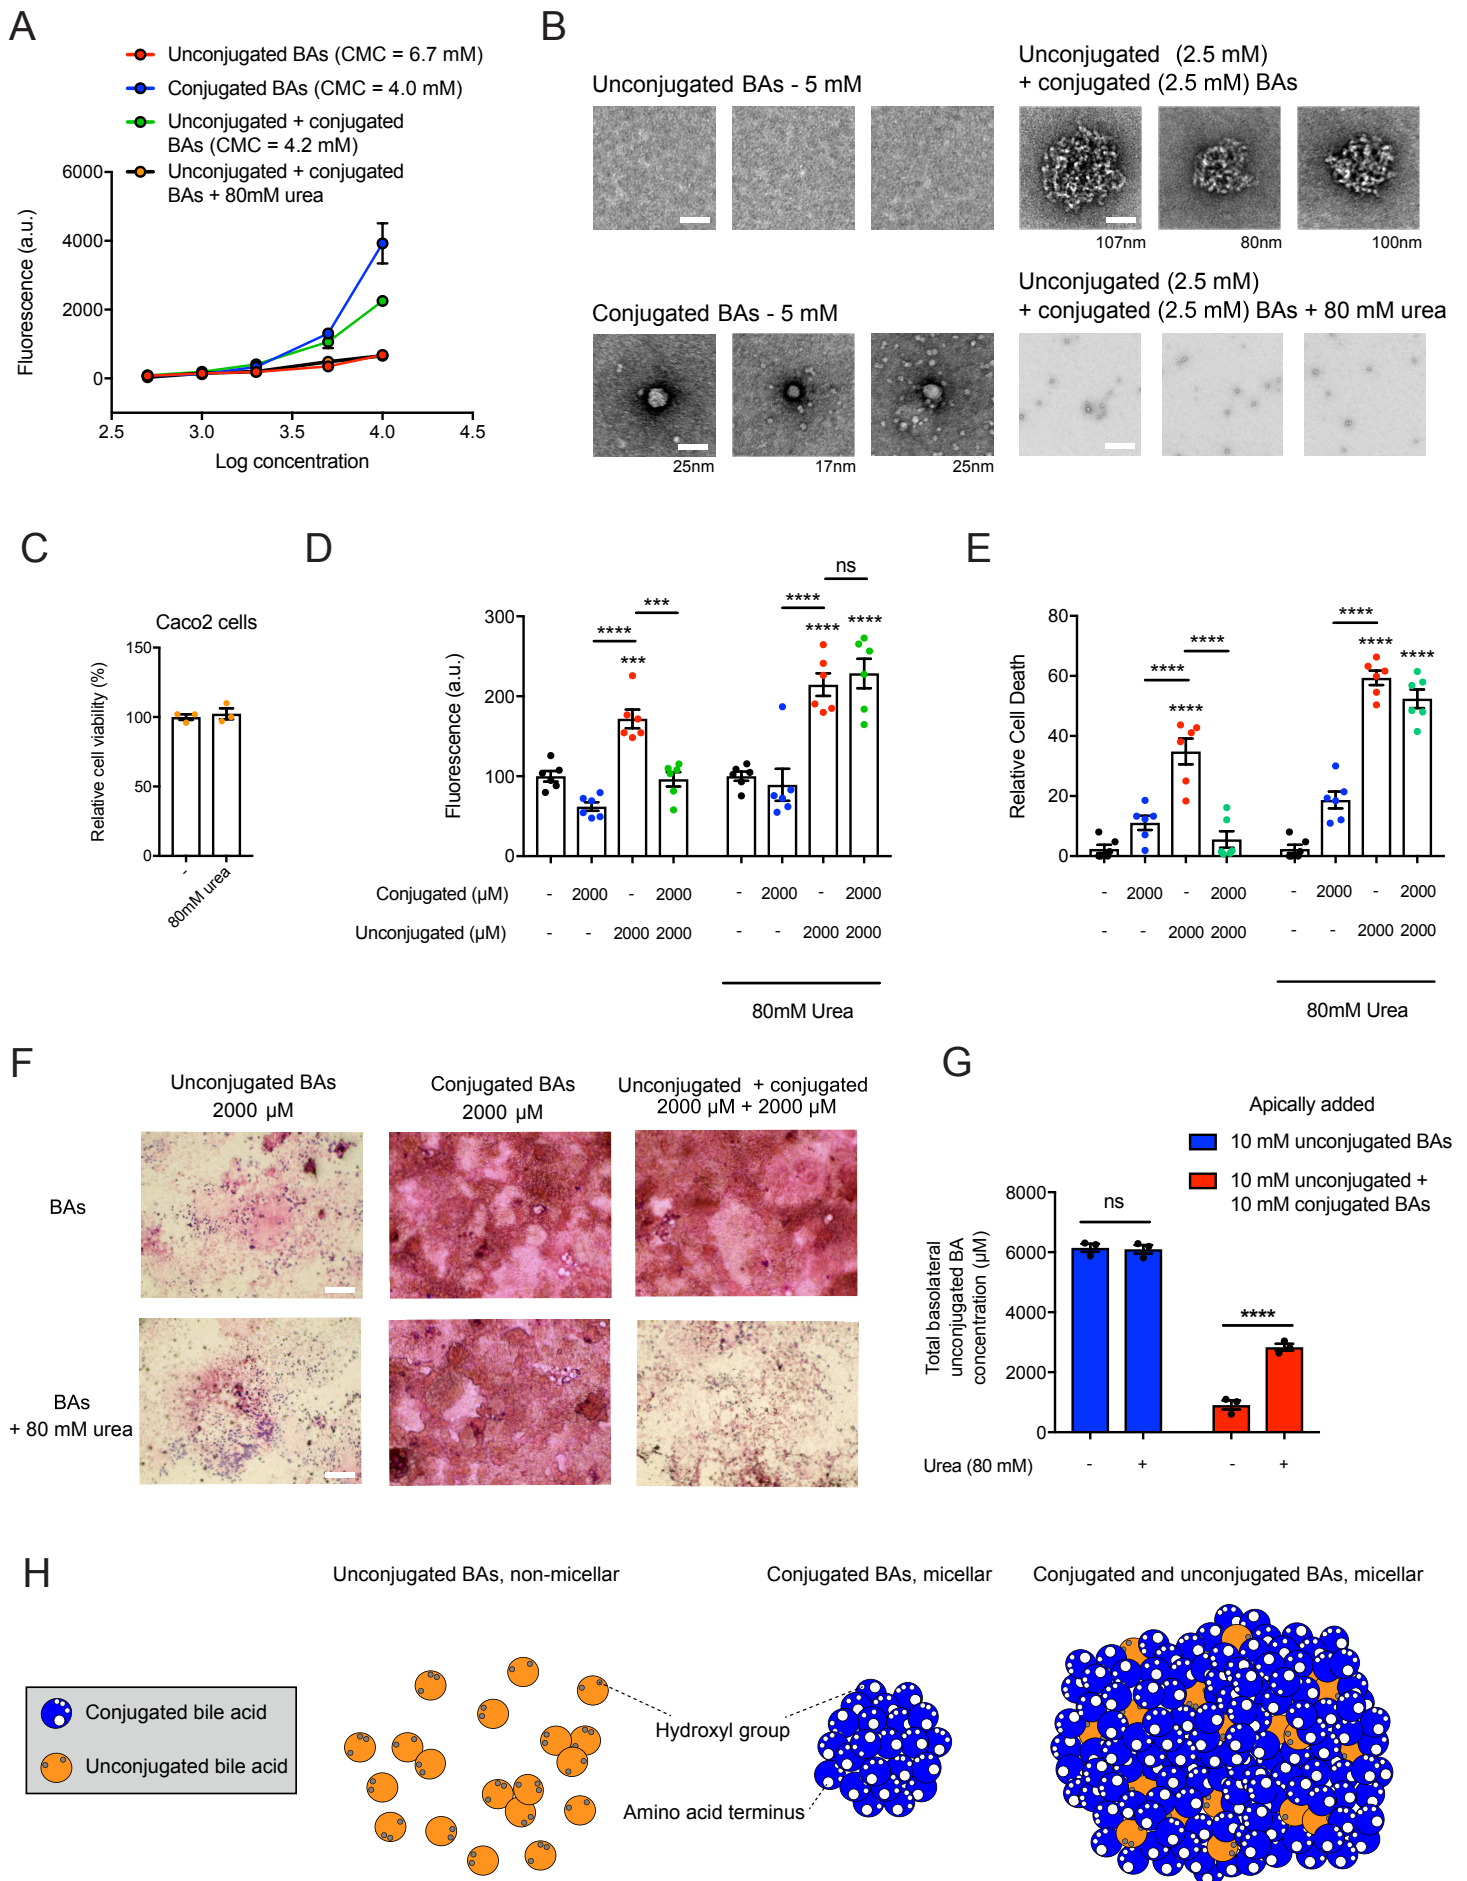 A
Unconjugated BAs (CMC = 6.7 mM)
Conjugated BAs (CMC = 4.0 mM)
Unconjugated + conjugated
BAs (CMC = 4.2 mM)
Unconjugated + conjugated
BAs + 80mM urea
6000
4000
2000
0
Fluorescence (a.u.)
2.5 3.0 3.5 4.0 4.5
Log concentration
B
Unconjugated BAs - 5 mM
Unconjugated (2.5 mM)
+ conjugated (2.5 mM) BAs
107nm 80nm 100nm
Conjugated BAs - 5 mM
25nm 17nm 25nm
Unconjugated (2.5 mM)
+ conjugated (2.5 mM) BAs + 80 mM urea
C
Caco2 cells
150
100
50
0
Relative cell viability (%)
- 80mM urea
D
300
200
100
0
Fluorescence (a.u.)
**** *** ***
**** **** **** ns
Conjugated (µM) - 2000 - 2000 - 2000 - 2000
Unconjugated (µM) - - 2000 2000 - - 2000 2000
80mM Urea
E
80
60
40
20
0
Relative Cell Death
**** **** ****
**** **** ****
- 2000 - 2000 - 2000 - 2000
- - 2000 2000 - - 2000 2000
80mM Urea
F
Unconjugated BAs
2000 µM
Conjugated BAs
2000 µM
Unconjugated + conjugated
2000 µM + 2000 µM
BAs
BAs
+ 80 mM urea
G
Apically added
10 mM unconjugated BAs
10 mM unconjugated +
10 mM conjugated BAs
8000
6000
4000
2000
0
Total basolateral
unconjugated BA
concentration (µM)
ns
****
Urea (80 mM) - + - +
H
Unconjugated BAs, non-micellar
Conjugated BAs, micellar
Conjugated and unconjugated BAs, micellar
Conjugated bile acid
Unconjugated bile acid
Hydroxyl group
Amino acid terminus